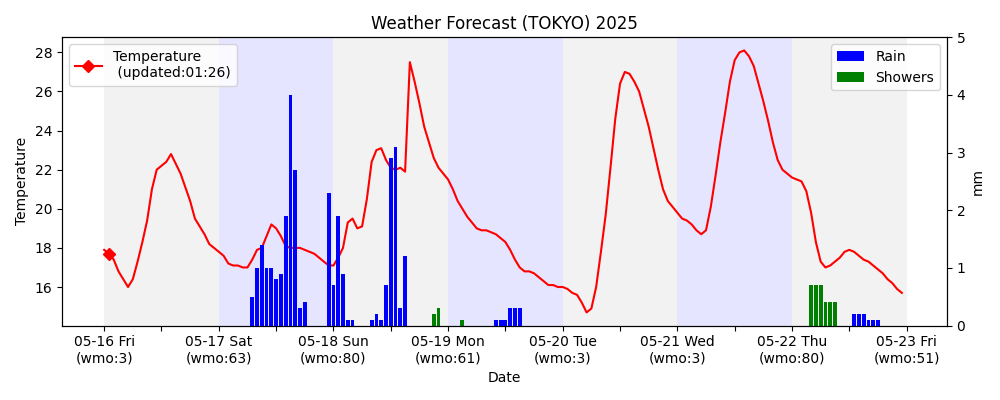 Weather Forecast (TOKYO) 2025
Temperature
(updated:01:26)
Rain
Showers
28
26
24
22
20
18
16
Temperature
5
4
3
2
1
0
mm
05-16 Fri
(wmo:3)
05-17 Sat
(wmo:63)
05-18 Sun
(wmo:80)
05-19 Mon
(wmo:61)
05-20 Tue
(wmo:3)
05-21 Wed
(wmo:3)
05-22 Thu
(wmo:80)
05-23 Fri
(wmo:51)
Date